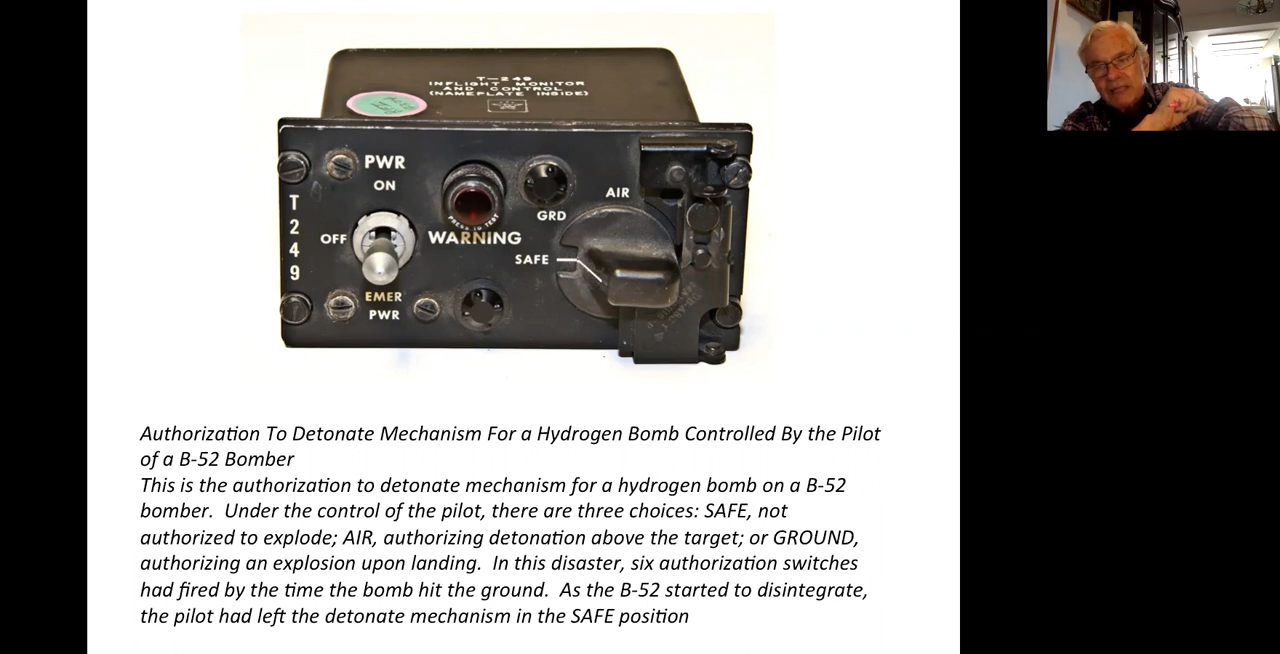 T-249
INFLIGHT MONITOR
AND CONTROL
(NAMEPLATE INSIDE)
PWR
ON
AIR
T249
GRD
PRESS TO TEST
OFF
WARNING
SAFE
EMER
PWR
Authorization To Detonate Mechanism For a Hydrogen Bomb Controlled By the Pilot
of a B-52 Bomber
This is the authorization to detonate mechanism for a hydrogen bomb on a B-52
bomber.  Under the control of the pilot, there are three choices: SAFE, not
authorized to explode; AIR, authorizing detonation above the target; or GROUND,
authorizing an explosion upon landing.  In this disaster, six authorization switches
had fired by the time the bomb hit the ground.  As the B-52 started to disintegrate,
the pilot had left the detonate mechanism in the SAFE position